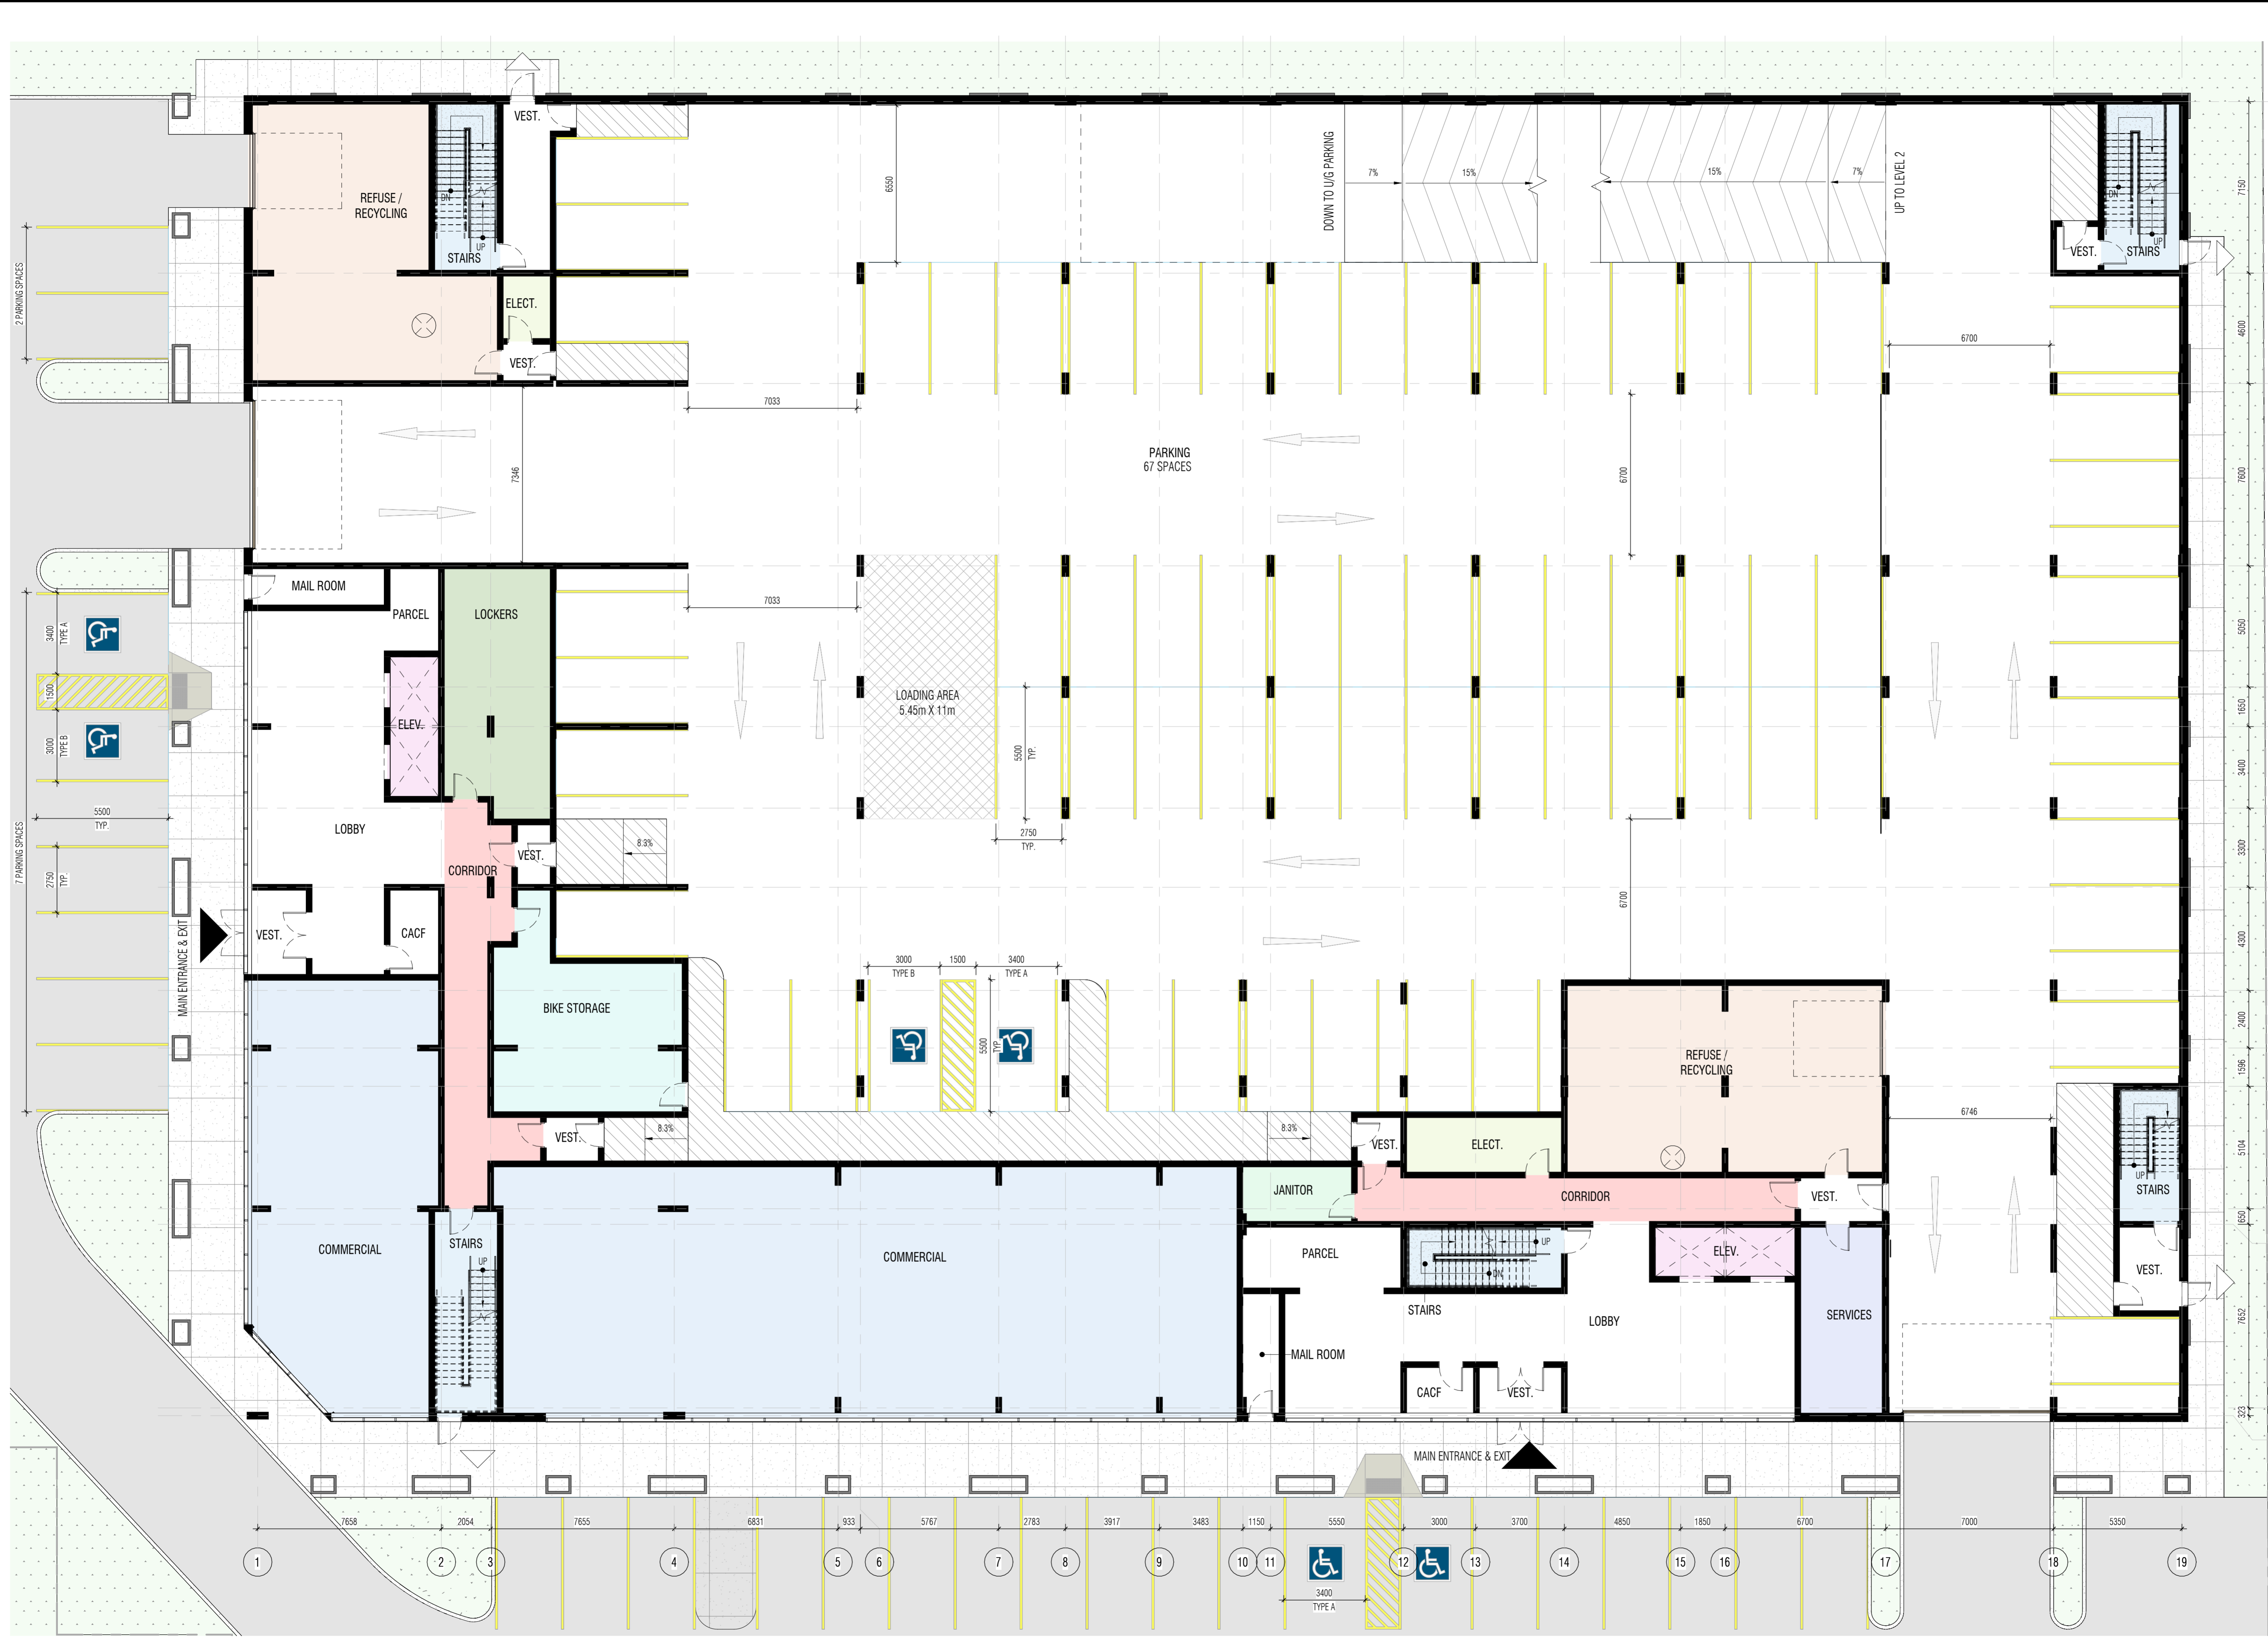 VEST.
REFUSE /
RECYCLING
DN
UP
STAIRS
6550
DOWN TO U/G PARKING
7%
15%
15%
7%
UP TO LEVEL 2
DN
UP
VEST.
STAIRS
7150
2 PARKING SPACES
ELECT.
VEST.
4600
6700
7033
7346
PARKING
67 SPACES
6700
7600
MAIL ROOM
PARCEL
LOCKERS
7033
3400
TYPE A
1500
3000
TYPE B
ELEV.
LOADING AREA
5.45m X 11m
5500
TYP.
5050
1650
3400
5500
TYP.
7 PARKING SPACES
2750
TYP.
LOBBY
CORRIDOR
VEST.
8.3%
2750
TYP.
3300
6700
MAIN ENTRANCE & EXIT
VEST.
CACF
4300
3000
TYPE B
1500
3400
TYPE A
5500
TYP.
BIKE STORAGE
REFUSE /
RECYCLING
2400
1596
VEST.
8.3%
8.3%
VEST.
ELECT.
6746
5104
JANITOR
CORRIDOR
VEST.
UP
STAIRS
650
COMMERCIAL
STAIRS
UP
COMMERCIAL
PARCEL
UP
DN
STAIRS
ELEV.
LOBBY
SERVICES
VEST.
7652
MAIL ROOM
CACF
VEST.
323
MAIN ENTRANCE & EXIT
7658
2054
7655
6831
933
5767
2783
3917
3483
1150
5550
3000
3700
4850
1850
6700
7000
5350
1
2
3
4
5
6
7
8
9
10
11
12
13
14
15
16
17
18
19
3400
TYPE A